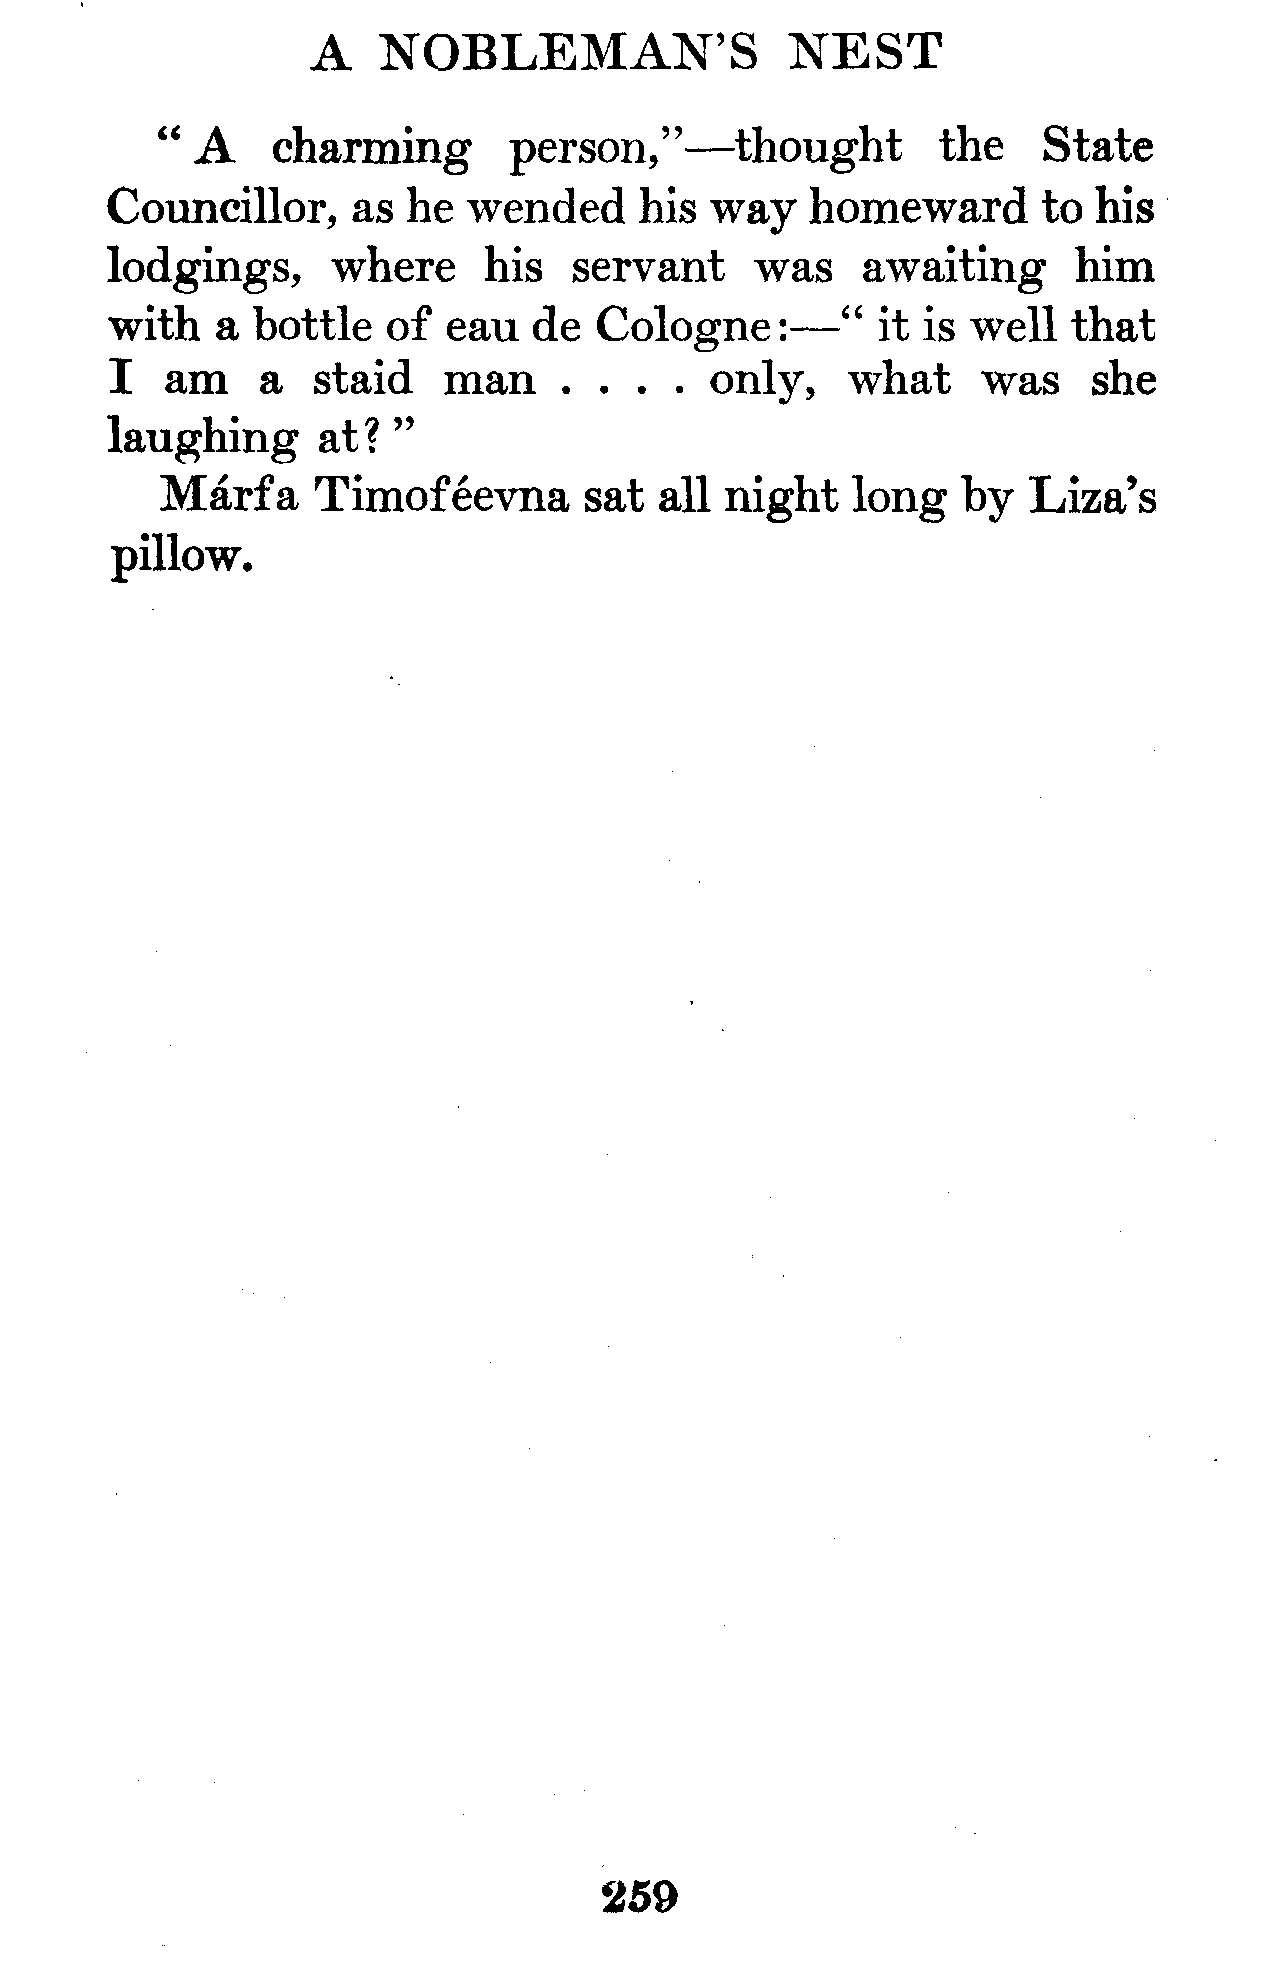 A NOBLEMAN'S NEST
“ A charming person,”—thought the State
Councillor, as he wended his way homeward to his
lodgings, where his servant was awaiting him
with a bottle of eau de Cologne:—“ it is well that
I am a staid man . . . . only, what was she
laughing at? ”
Márfa Timoféevna sat all night long by Liza’s
pillow.
259